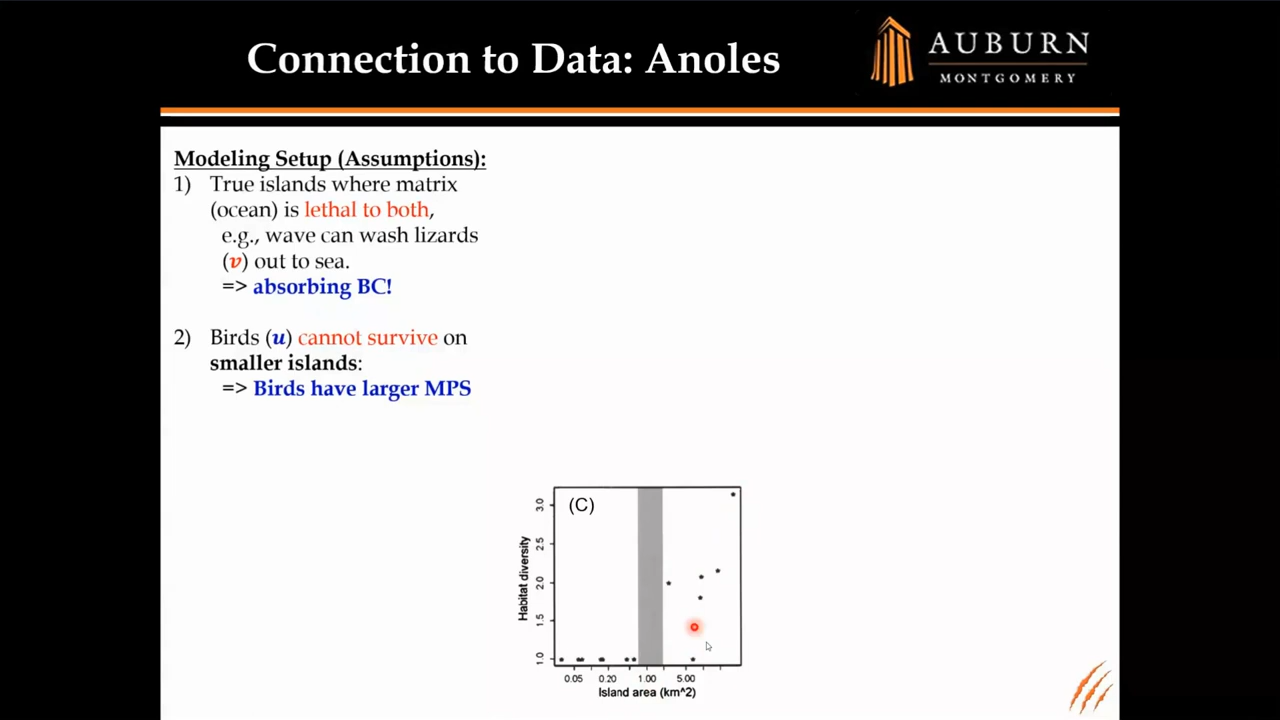 Connection to Data: Anoles
AUBURN
MONTGOMERY
Modeling Setup (Assumptions):
1) True islands where matrix
(ocean) is lethal to both,
e.g., wave can wash lizards
(v) out to sea.
=> absorbing BC!
2) Birds (u) cannot survive on
smaller islands:
=> Birds have larger MPS
(C)
Habitat diversity
3.0
2.5
2.0
1.5
1.0
0.05 0.20 1.00 5.00
Island area (km^2)